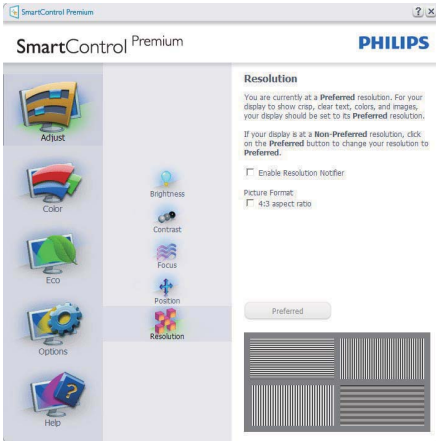 SmartControl Premium
SmartControl Premium
PHILIPS
Adjust
Color
Eco
Options
Help
Brightness
Contrast
Focus
Position
Resolution
Resolution
You are currently at a Preferred resolution. For your
display to show crisp, clear text, colors, and images,
your display should be set to its Preferred resolution.
If your display is at a Non-Preferred resolution, click
on the Preferred button to change your resolution to
Preferred.
Enable Resolution Notifier
Picture Format
4:3 aspect ratio
Preferred